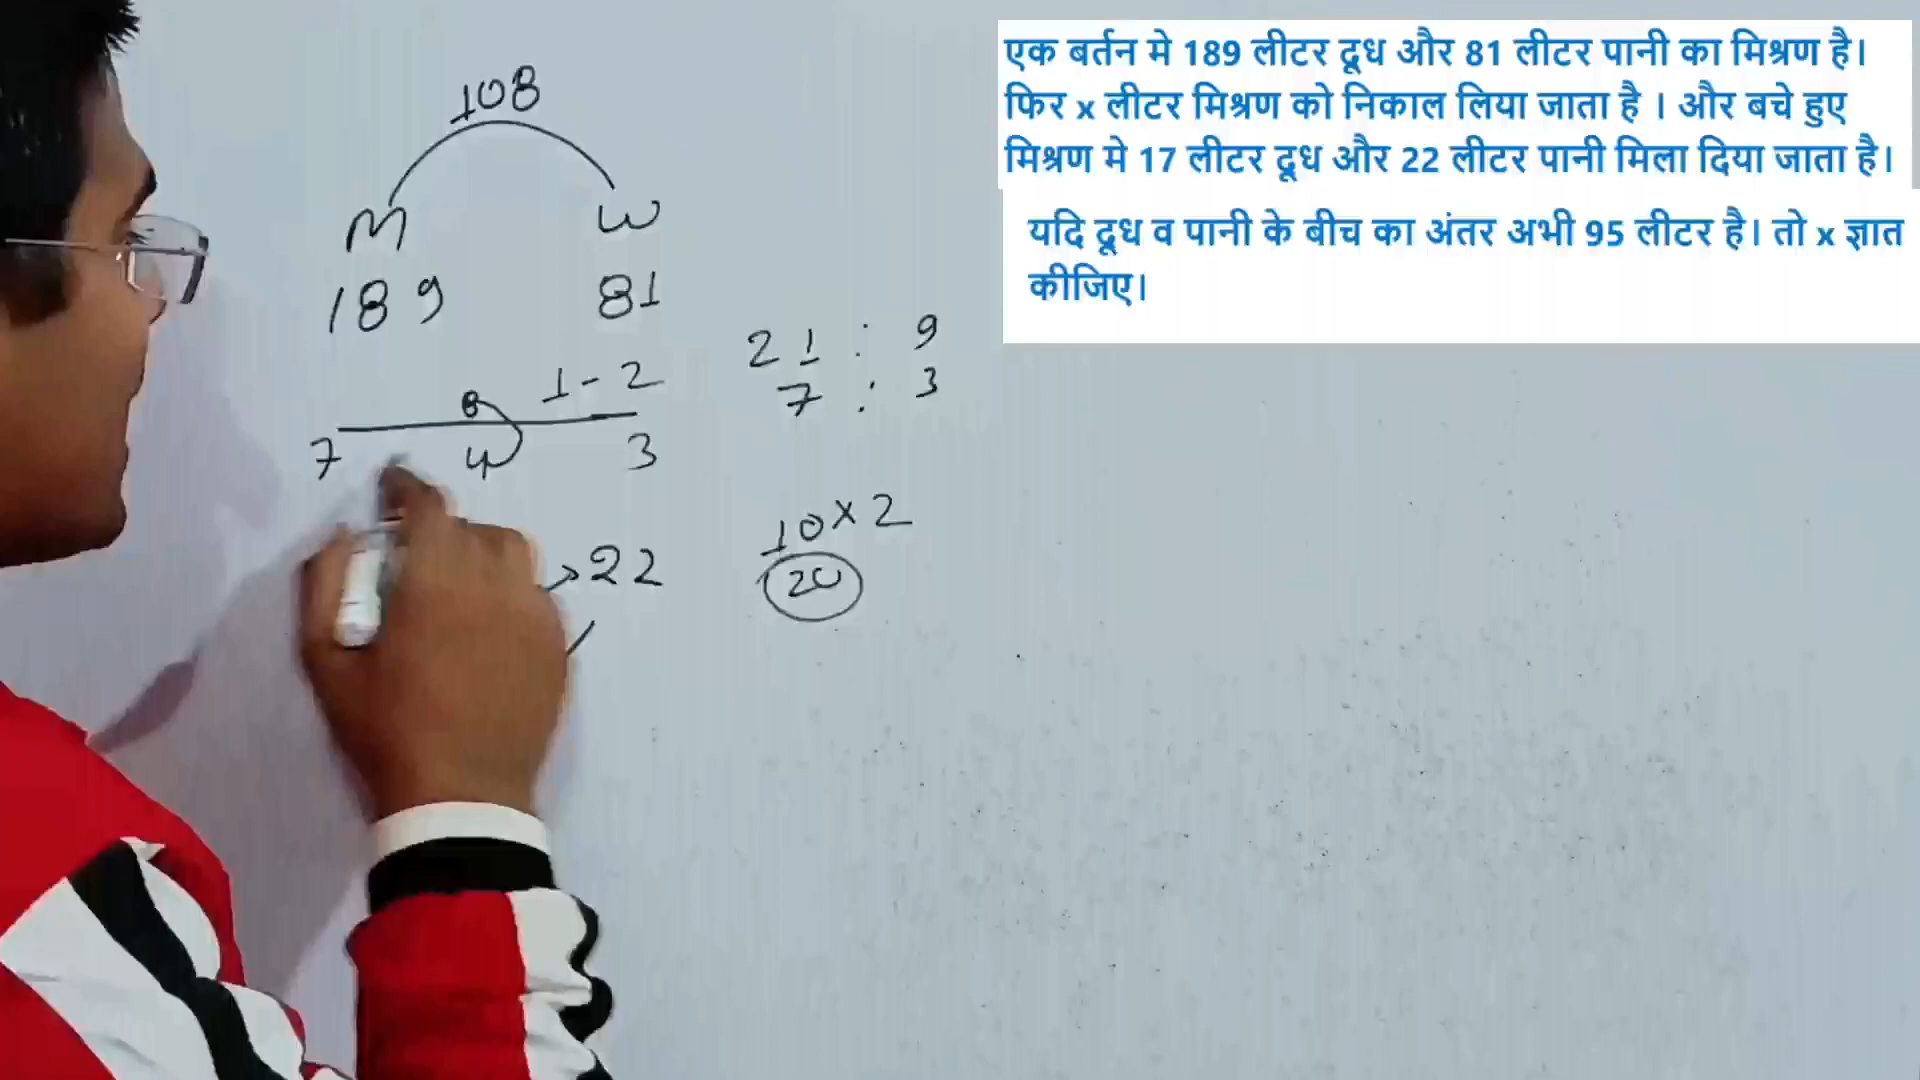 एक बर्तन मे 189 लीटर दूध और 81 लीटर पानी का मिश्रण है।
फिर x लीटर मिश्रण को निकाल लिया जाता है । और बचे हुए
मिश्रण मे 17 लीटर दूध और 22 लीटर पानी मिला दिया जाता है।
यदि दूध व पानी के बीच का अंतर अभी 95 लीटर है। तो x ज्ञात
कीजिए।
108
M W
189 81
21 : 9
1-2
7 : 3
8
7 4 3
10×2
22
20